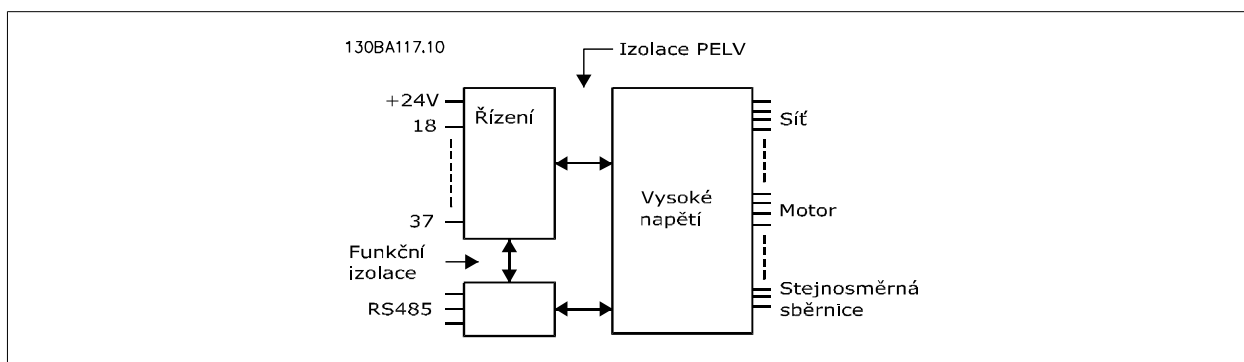 130BA117.10
Izolace PELV
+24V
Řízení
18
37
Vysoké
napětí
Síť
Motor
Funkční
izolace
RS485
Stejnosměrná
sběrnice